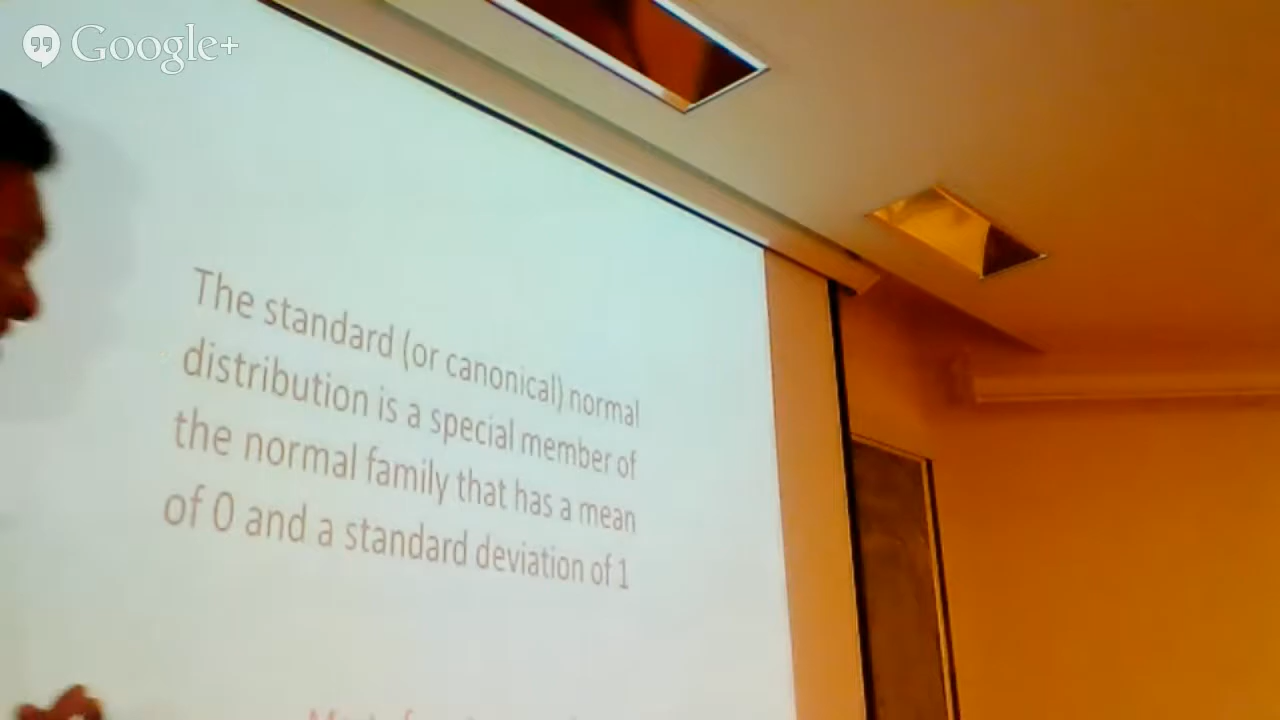 Google+
The standard (or canonical) normal
distribution is a special member of
the normal family that has a mean
of 0 and a standard deviation of 1